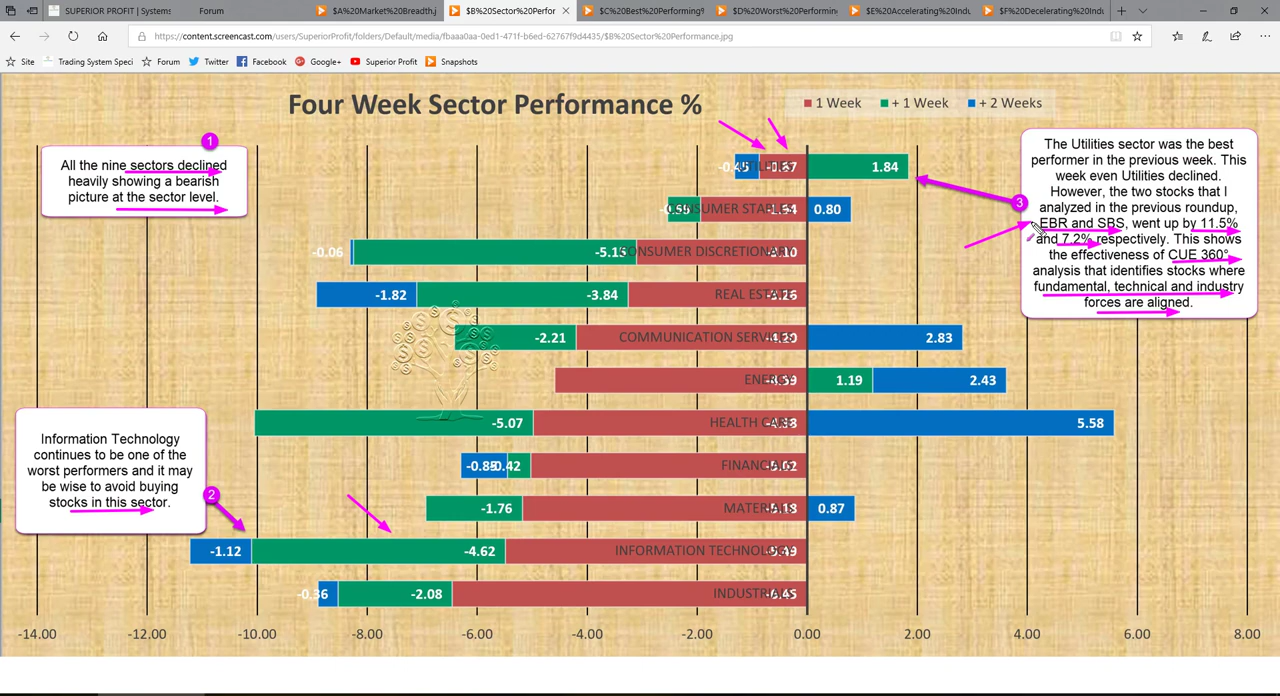 SUPERIOR PROFIT | Systems
Forum
$A%20Market%20Breadth.j
$B%20Sector%20Perfor
$C%20Best%20Performing%9
$D%20Worst%20Performin
$E%20Accelerating%20Indu
$F%20Decelerating%20Indu
https://content.screencast.com/users/SuperiorProfit/folders/Default/media/fbaaa0aa-0ed1-471f-b6ed-62767f9d4435/$B%20Sector%20Performance.jpg
Site
Trading System Speci
Forum
Twitter
Facebook
Google+
Superior Profit
Snapshots
Four Week Sector Performance %
1 Week
+ 1 Week
+ 2 Weeks
1
All the nine sectors declined
heavily showing a bearish
picture at the sector level.
The Utilities sector was the best
performer in the previous week. This
week even Utilities declined.
However, the two stocks that I
analyzed in the previous roundup,
EBR and SBS, went up by 11.5%
and 7.2% respectively. This shows
the effectiveness of CUE 360°
analysis that identifies stocks where
fundamental, technical and industry
forces are aligned.
3
1.84
CONSUMER STAPLES
0.80
-0.06 CONSUMER DISCRETIONARY
-1.82 -3.84 REAL ESTATE
-2.21 COMMUNICATION SERVICES 2.83
ENERGY 1.19 2.43
-5.07 HEALTH CARE 5.58
FINANCIALS
-1.76 MATERIALS 0.87
-1.12 -4.62 INFORMATION TECHNOLOGY
-2.08 INDUSTRIALS
Information Technology
continues to be one of the
worst performers and it may
be wise to avoid buying
stocks in this sector.
2
-14.00 -12.00 -10.00 -8.00 -6.00 -4.00 -2.00 0.00 2.00 4.00 6.00 8.00